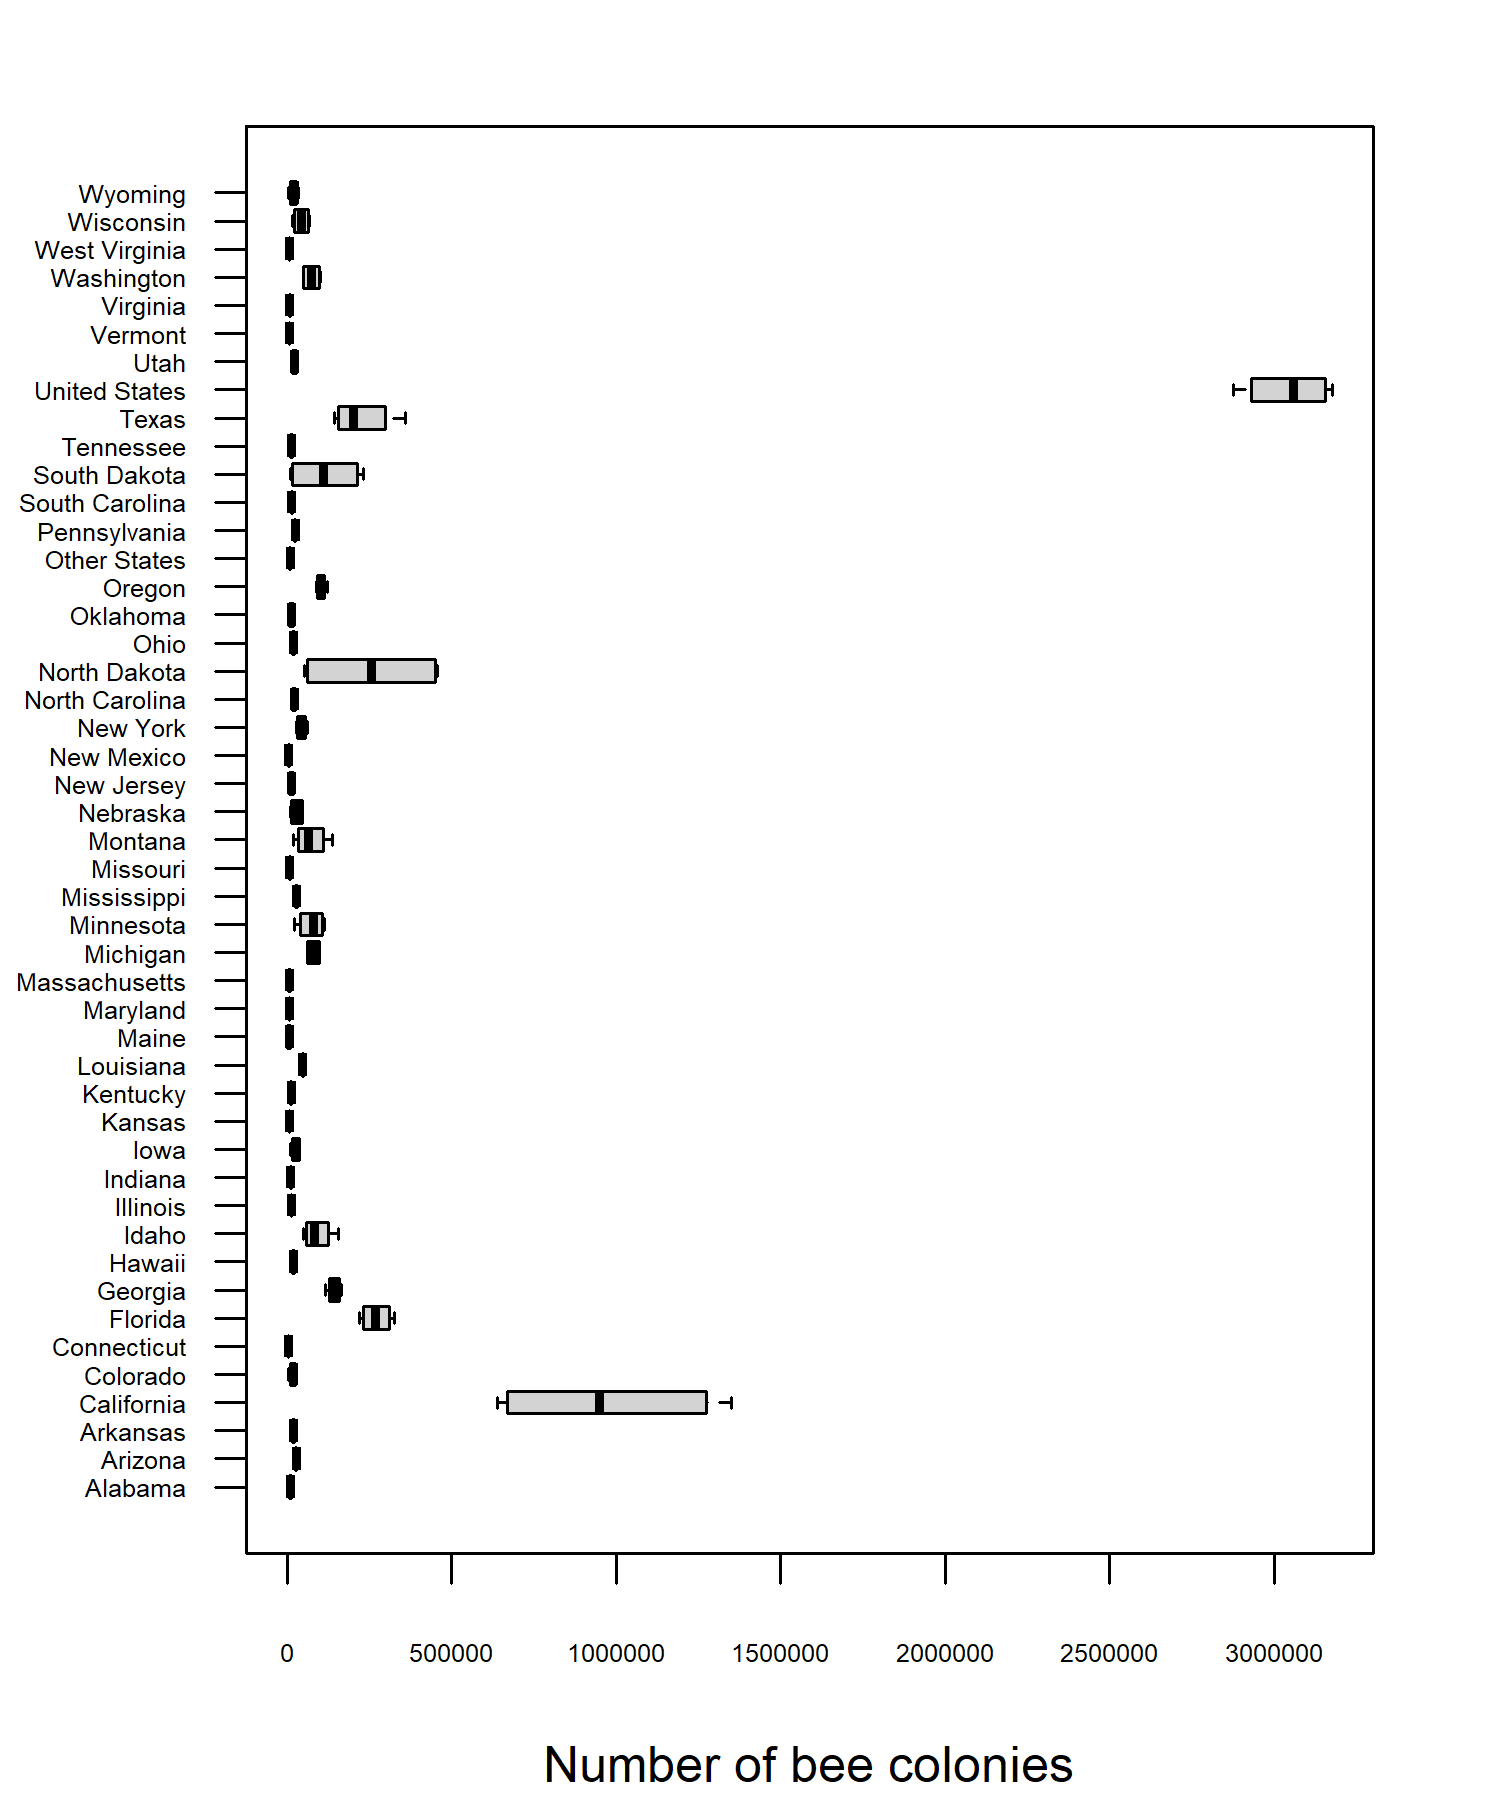 Wyoming
Wisconsin
West Virginia
Washington
Virginia
Vermont
Utah
United States
Texas
Tennessee
South Dakota
South Carolina
Pennsylvania
Other States
Oregon
Oklahoma
Ohio
North Dakota
North Carolina
New York
New Mexico
New Jersey
Nebraska
Montana
Missouri
Mississippi
Minnesota
Michigan
Massachusetts
Maryland
Maine
Louisiana
Kentucky
Kansas
Iowa
Indiana
Illinois
Idaho
Hawaii
Georgia
Florida
Connecticut
Colorado
California
Arkansas
Arizona
Alabama
0 500000 1000000 1500000 2000000 2500000 3000000
Number of bee colonies